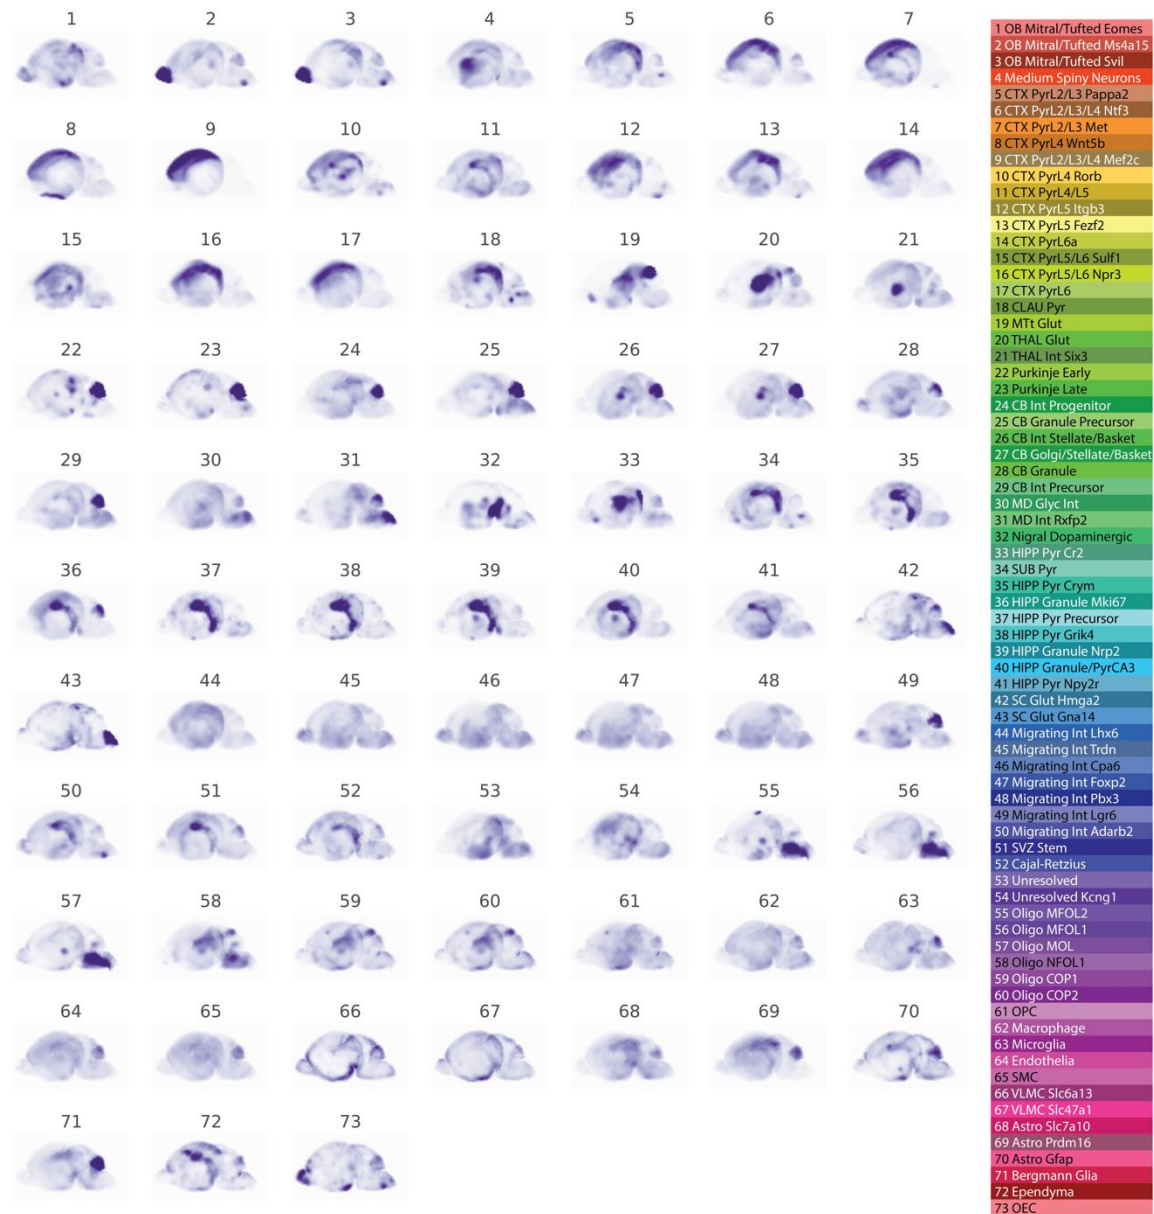 1 2 3 4 5 6 7
8 9 10 11 12 13 14
15 16 17 18 19 20 21
22 23 24 25 26 27 28
29 30 31 32 33 34 35
36 37 38 39 40 41 42
43 44 45 46 47 48 49
50 51 52 53 54 55 56
57 58 59 60 61 62 63
64 65 66 67 68 69 70
71 72 73
1 OB Mitral/Tufted Eomes
2 OB Mitral/Tufted Ms4a15
3 OB Mitral/Tufted Svil
4 Medium Spiny Neurons
5 CTX PyrL2/L3 Pappa2
6 CTX PyrL2/L3/L4 Ntf3
7 CTX PyrL2/L3 Met
8 CTX PyrL4 Wnt5b
9 CTX PyrL2/L3/L4 Mef2c
10 CTX PyrL4 Rorb
11 CTX PyrL4/L5
12 CTX PyrL5 Itgb3
13 CTX PyrL5 Fezf2
14 CTX PyrL6a
15 CTX PyrL5/L6 Sulf1
16 CTX PyrL5/L6 Npr3
17 CTX PyrL6
18 CLAU Pyr
19 MTt Glut
20 THAL Glut
21 THAL Int Six3
22 Purkinje Early
23 Purkinje Late
24 CB Int Progenitor
25 CB Granule Precursor
26 CB Int Stellate/Basket
27 CB Golgi/Stellate/Basket
28 CB Granule
29 CB Int Precursor
30 MD Glyc Int
31 MD Int Rxfp2
32 Nigral Dopaminergic
33 HIPP Pyr Cr2
34 SUB Pyr
35 HIPP Pyr Crym
36 HIPP Granule Mki67
37 HIPP Pyr Precursor
38 HIPP Pyr Grik4
39 HIPP Granule Nrp2
40 HIPP Granule/PyrCA3
41 HIPP Pyr Npy2r
42 SC Glut Hmga2
43 SC Glut Gna14
44 Migrating Int Lhx6
45 Migrating Int Trdn
46 Migrating Int Cpa6
47 Migrating Int Foxp2
48 Migrating Int Pbx3
49 Migrating Int Lgr6
50 Migrating Int Adarb2
51 SVZ Stem
52 Cajal-Retzius
53 Unresolved
54 Unresolved Kcng1
55 Oligo MFOL2
56 Oligo MFOL1
57 Oligo MOL
58 Oligo NFOL1
59 Oligo COP1
60 Oligo COP2
61 OPC
62 Macrophage
63 Microglia
64 Endothelia
65 SMC
66 VLMC Slc6a13
67 VLMC Slc47a1
68 Astro Slc7a10
69 Astro Prdm16
70 Astro Gfap
71 Bergmann Glia
72 Ependyma
73 OEC